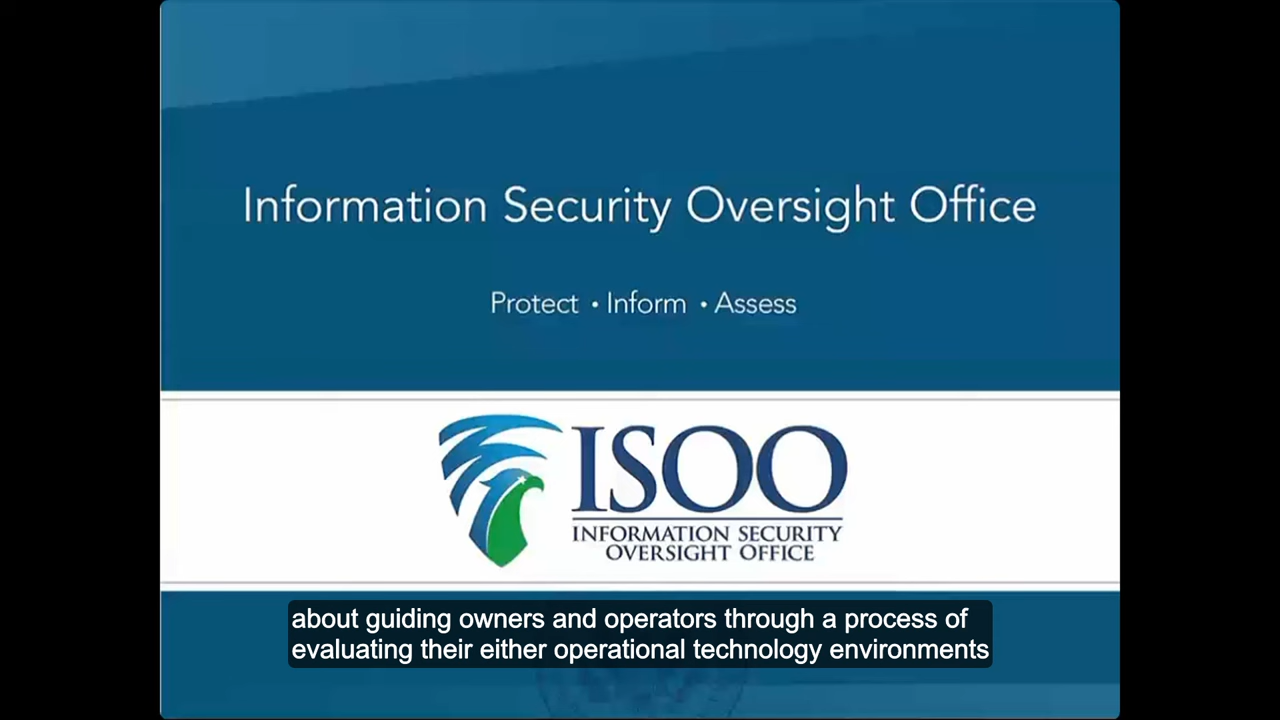 Information Security Oversight Office
Protect • Inform • Assess
ISOO
INFORMATION SECURITY
OVERSIGHT OFFICE
about guiding owners and operators through a process of
evaluating their either operational technology environments